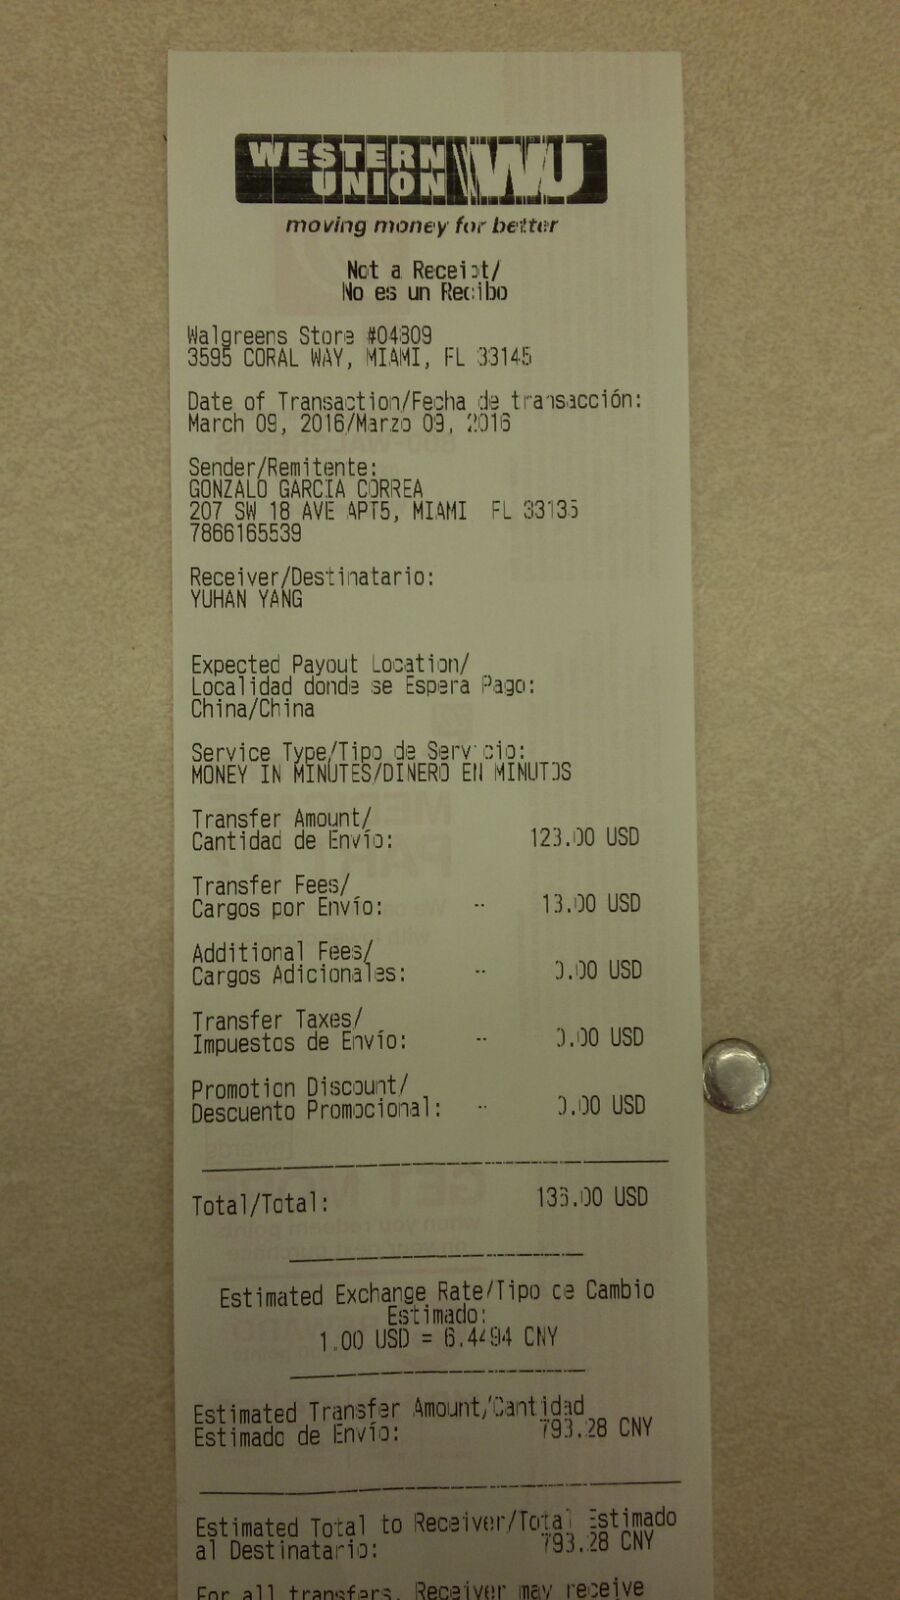 WESTERN UNION WU
moving money for better
Not a Receipt/
No es un Recibo
Walgreens Store #04809
3595 CORAL WAY, MIAMI, FL 33145
Date of Transaction/Fecha de transacción:
March 09, 2016/Marzo 09, 2016
Sender/Remitente:
GONZALO GARCIA CORREA
207 SW 18 AVE APT5, MIAMI FL 33135
7866165539
Receiver/Destinatario:
YUHAN YANG
Expected Payout Location/
Localidad donde se Espera Pago:
China/China
Service Type/Tipo de Servicio:
MONEY IN MINUTES/DINERO EN MINUTOS
Transfer Amount/
Cantidad de Envío: 123.00 USD
Transfer Fees/
Cargos por Envío: -- 13.00 USD
Additional Fees/
Cargos Adicionales: -- 0.00 USD
Transfer Taxes/
Impuestos de Envío: -- 0.00 USD
Promotion Discount/
Descuento Promocional: -- 0.00 USD
Total/Total: 136.00 USD
Estimated Exchange Rate/Tipo de Cambio
Estimado:
1.00 USD = 6.4494 CNY
Estimated Transfer Amount/Cantidad
Estimado de Envío: 793.28 CNY
Estimated Total to Receiver/Total Estimado
al Destinatario: 793.28 CNY
For all transfers, Receiver may receive